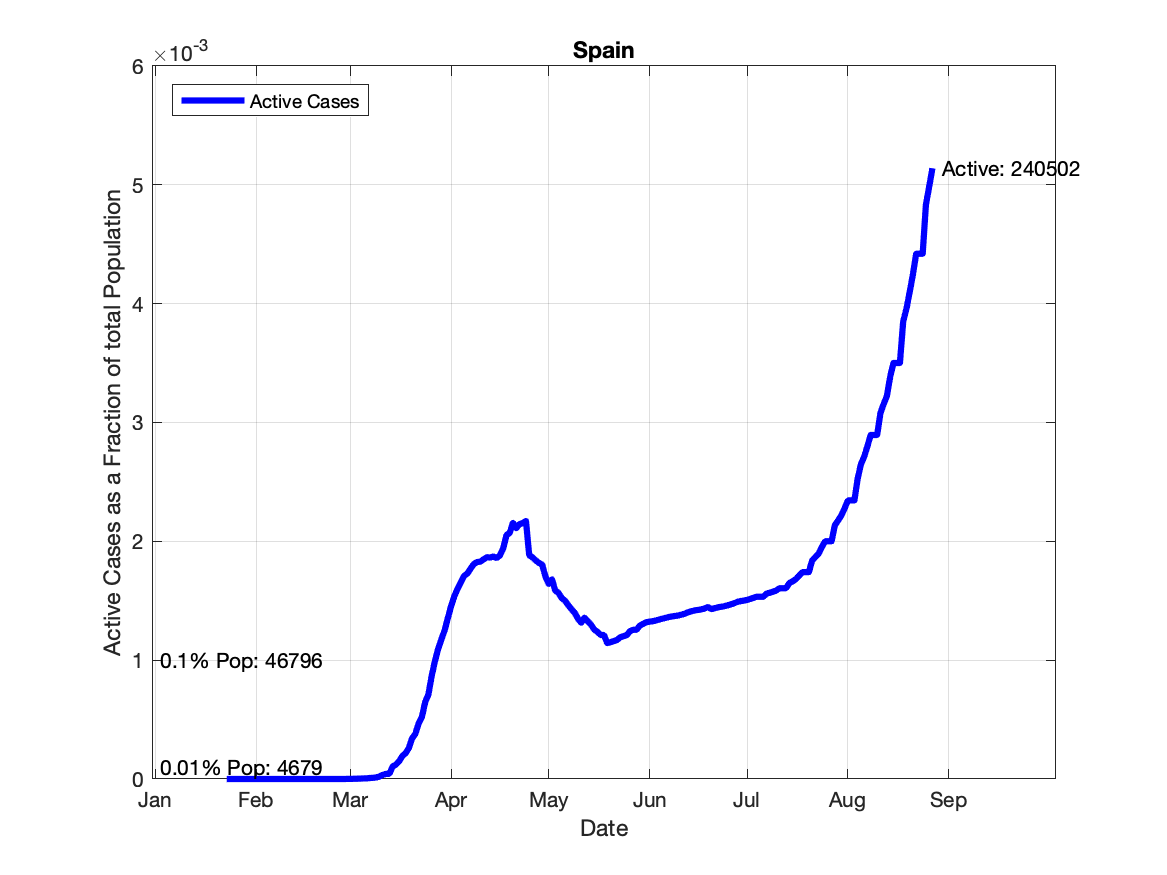 Spain
×10-3
6
Active Cases
Active: 240502
5
4
3
2
0.1% Pop: 46796
1
0.01% Pop: 4679
0
Jan Feb Mar Apr May Jun Jul Aug Sep
Date
Active Cases as a Fraction of total Population